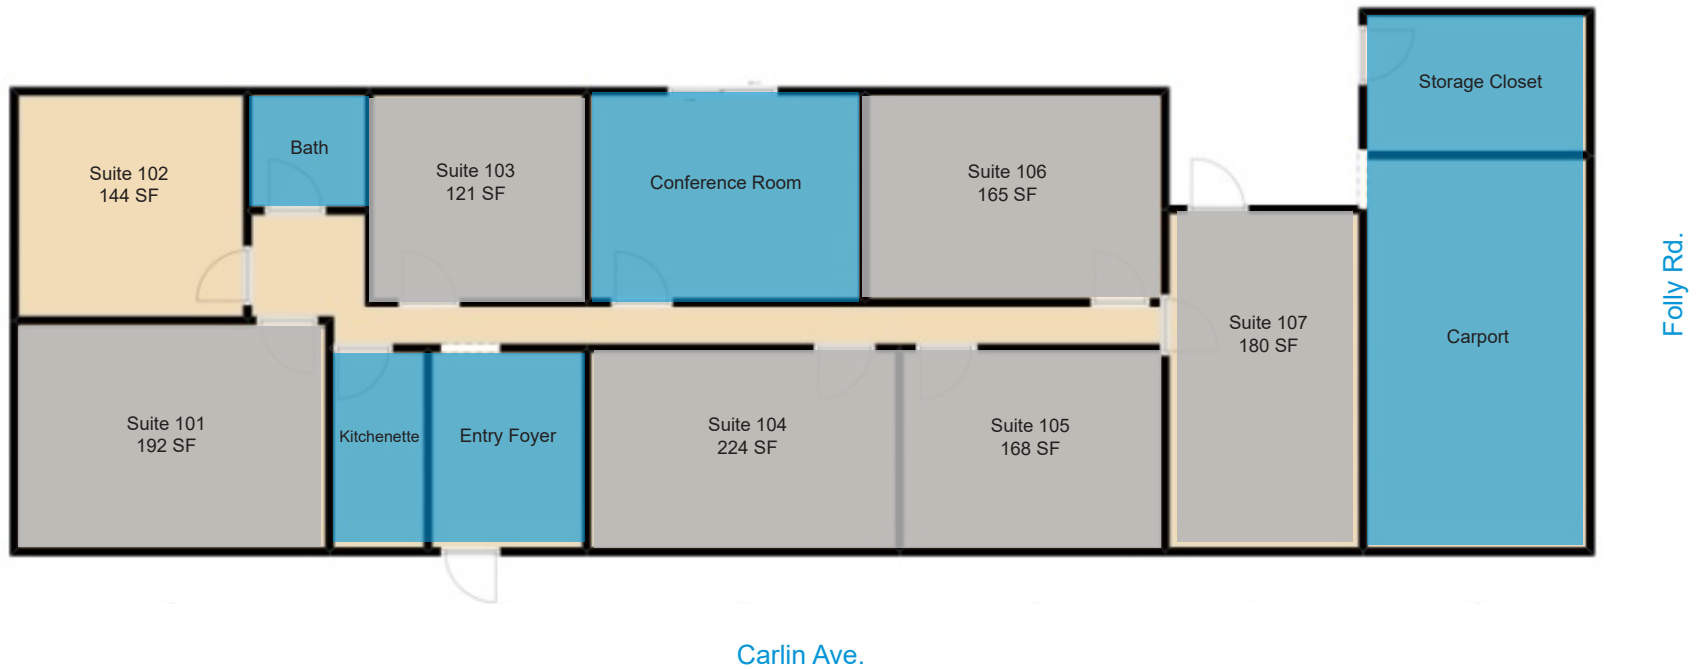 Storage Closet
Bath
Suite 102
144 SF
Suite 103
121 SF
Conference Room
Suite 106
165 SF
Folly Rd.
Suite 107
180 SF
Carport
Suite 101
192 SF
Kitchenette
Entry Foyer
Suite 104
224 SF
Suite 105
168 SF
Carlin Ave.